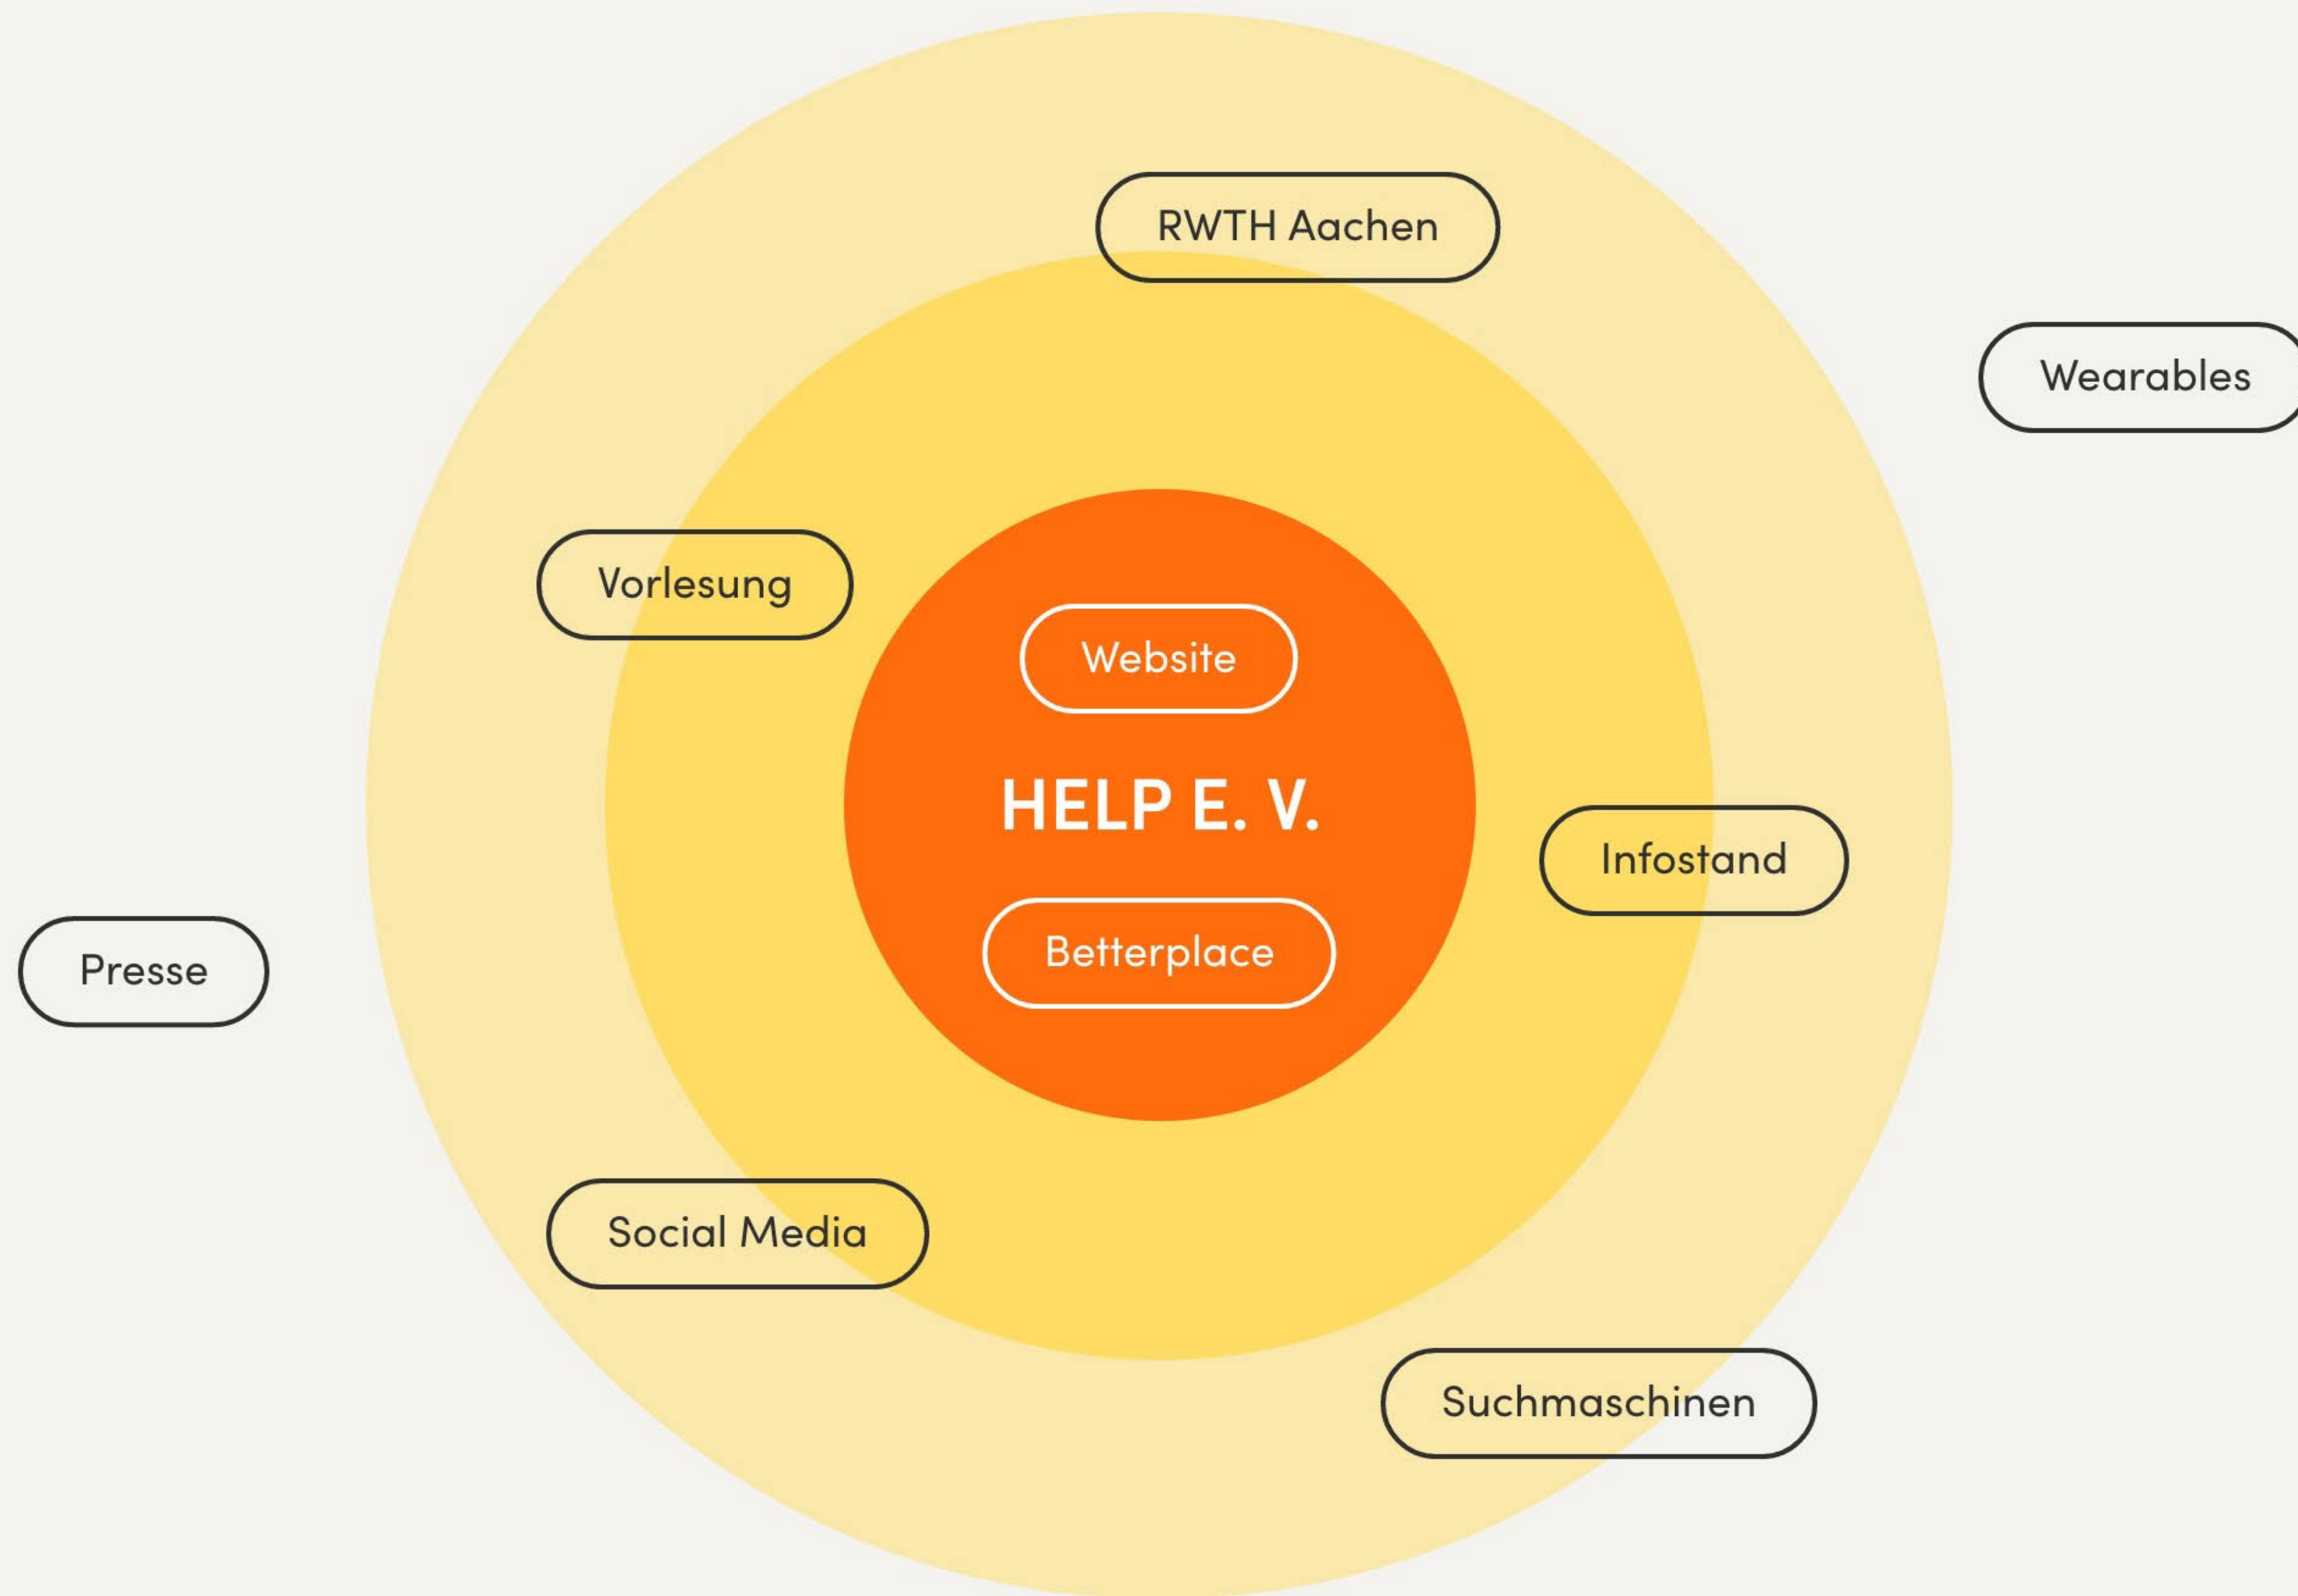 RWTH Aachen
Wearables
Vorlesung
Website
HELP E. V.
Infostand
Betterplace
Presse
Social Media
Suchmaschinen